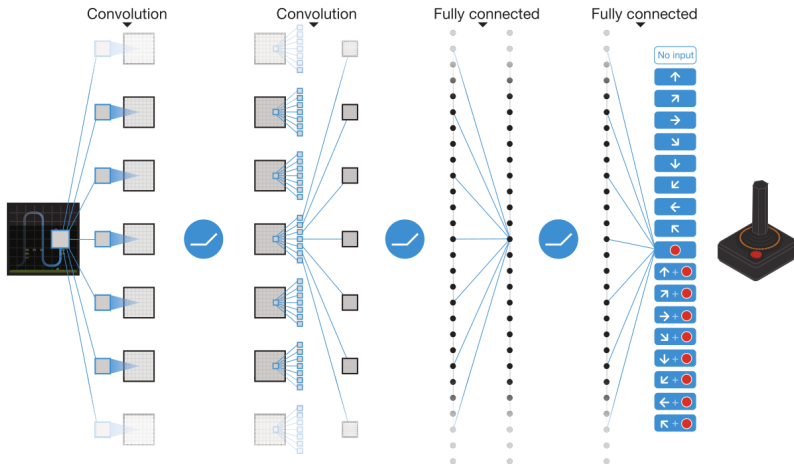 Convolution
Convolution
Fully connected
Fully connected
No input
+
+
+
+
+
+
+
+